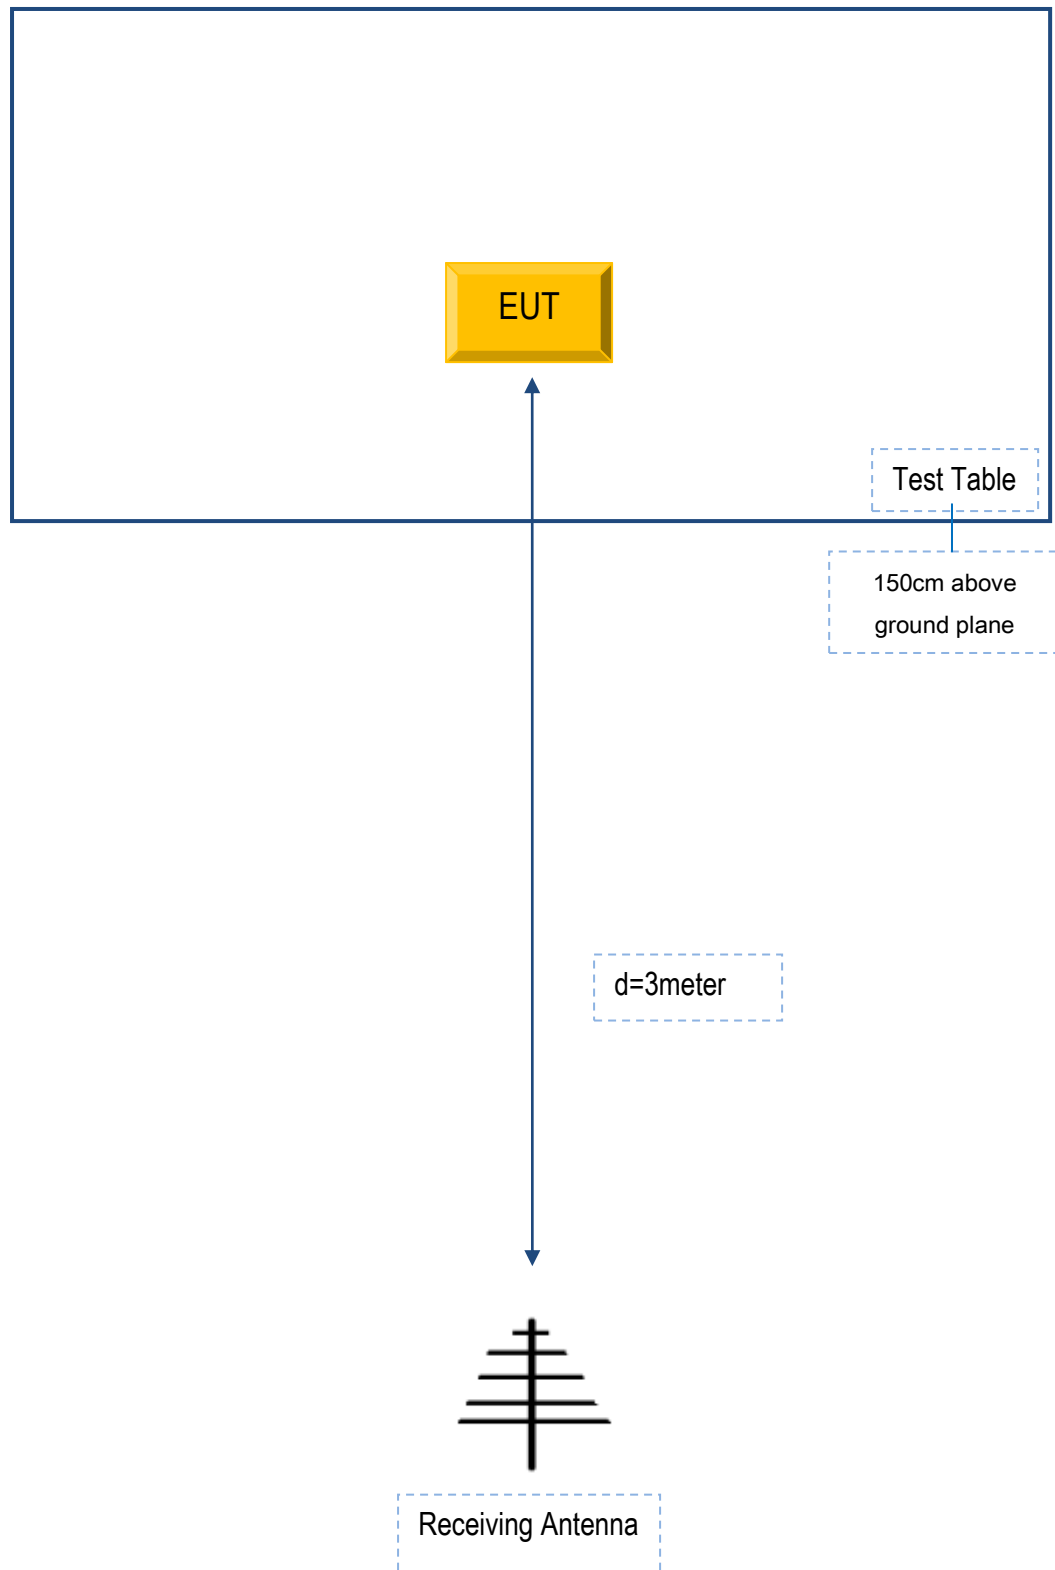 EUT
Test Table
150cm above
ground plane
d=3meter
Receiving Antenna